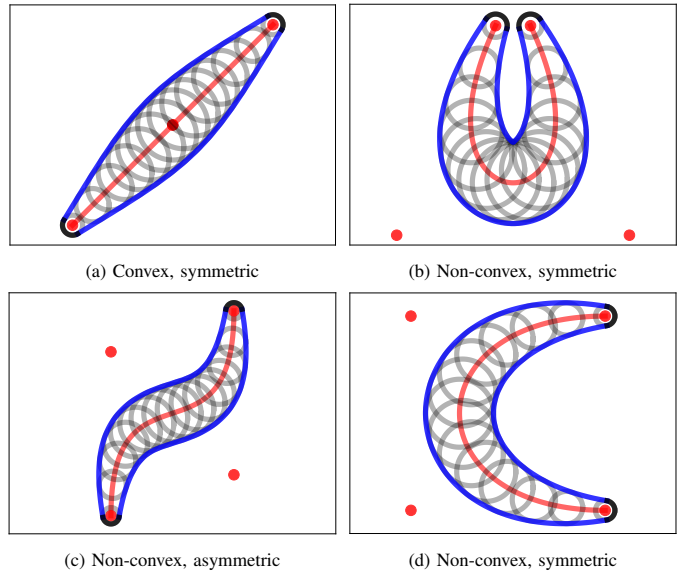 (a) Convex, symmetric
(b) Non-convex, symmetric
(c) Non-convex, asymmetric
(d) Non-convex, symmetric